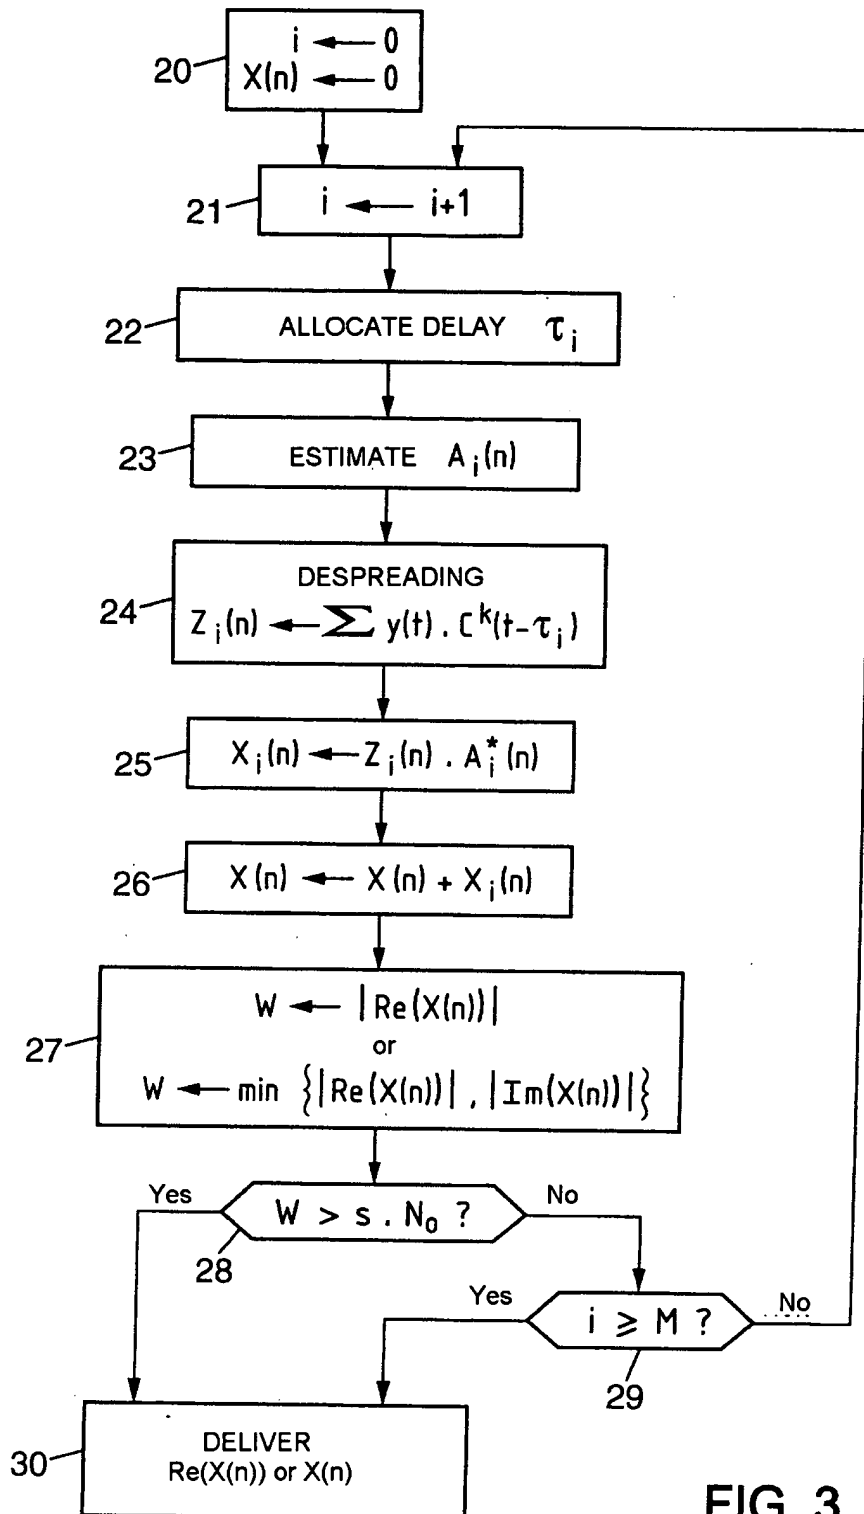 20
i ← 0
X(n) ← 0
21
i ← i+1
22
ALLOCATE DELAY τi
23
ESTIMATE Ai(n)
24
DESPREADING
Zi(n) ← ∑ y(t) . C^k(t-τi)
25
Xi(n) ← Zi(n) . Ai*(n)
26
X(n) ← X(n) + Xi(n)
27
W ← |Re(X(n))|
or
W ← min {|Re(X(n))| , |Im(X(n))|}
Yes
W > s . N₀ ?
No
28
Yes
i ⩾ M ?
No
29
30
DELIVER
Re(X(n)) or X(n)
FIG. 3